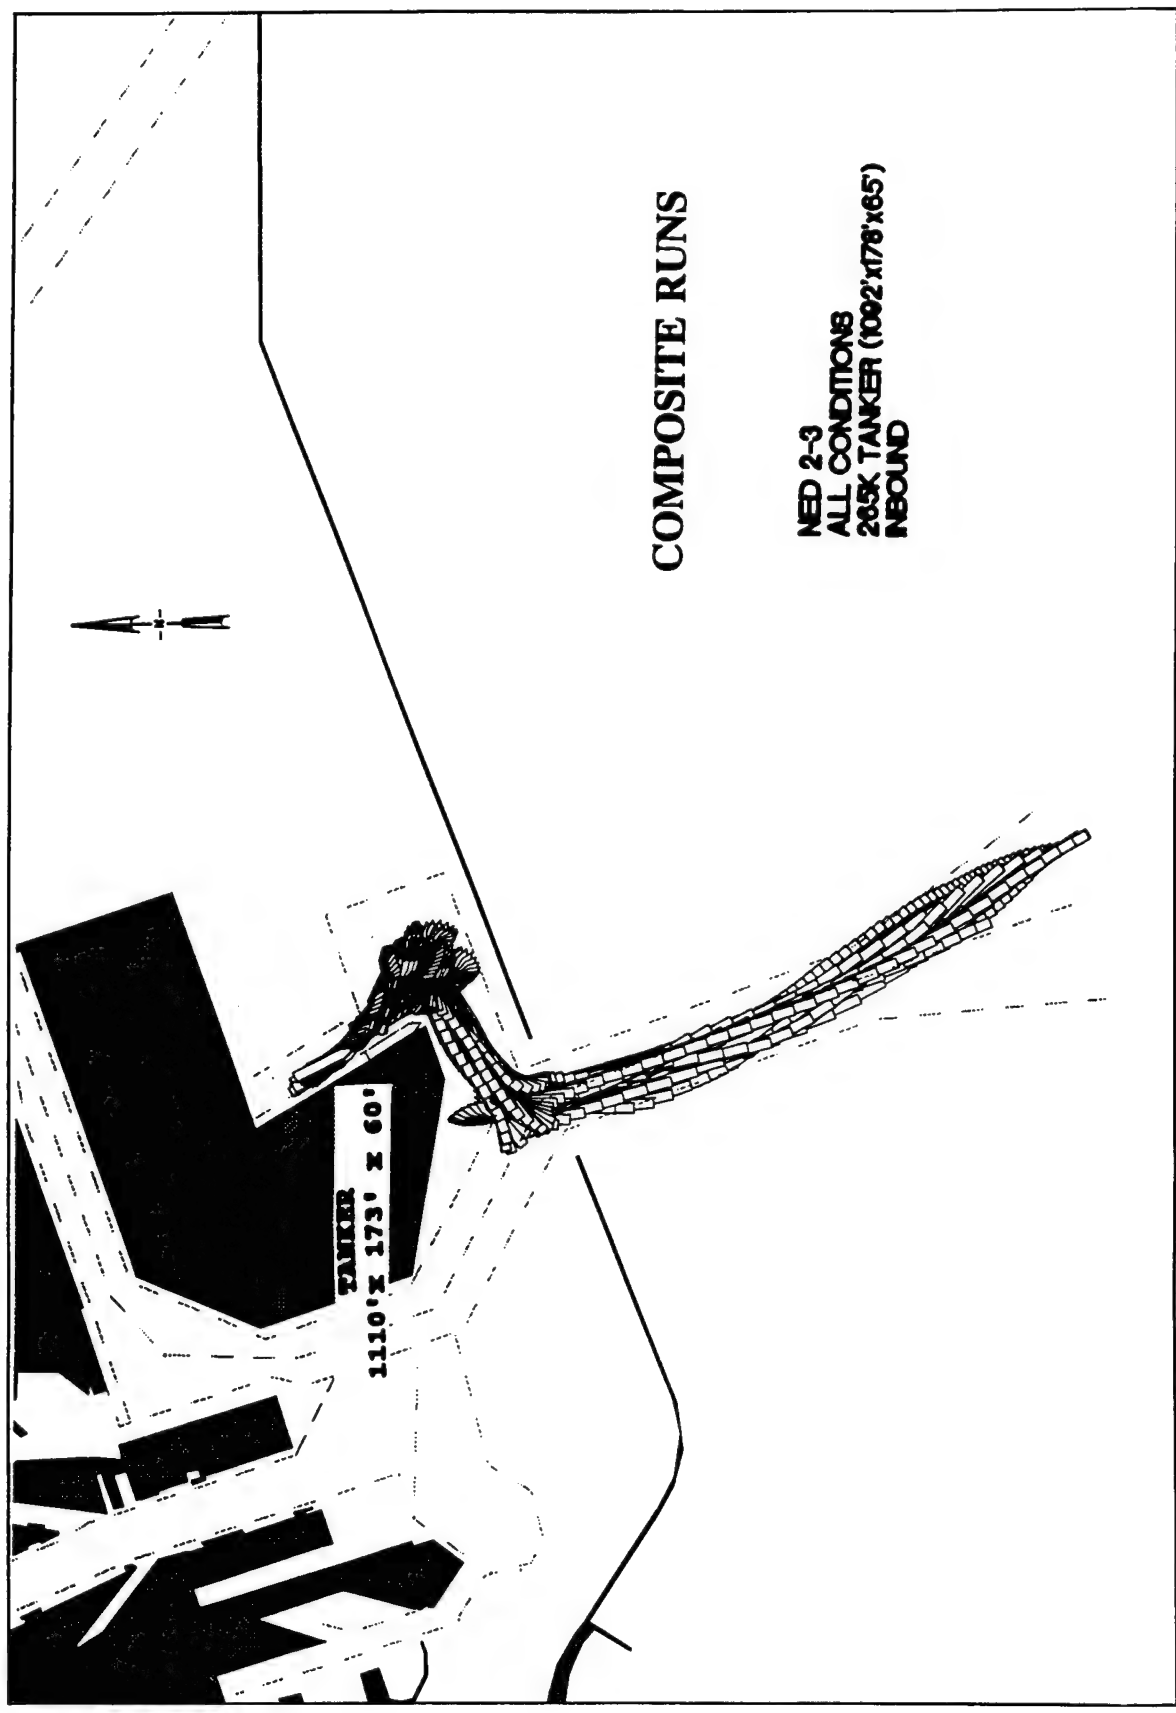 COMPOSITE RUNS
NED 2-3
ALL CONDITIONS
265K TANKER (1092'x178'x65')
INBOUND
TANKER
1110'X 173' X 60'
N